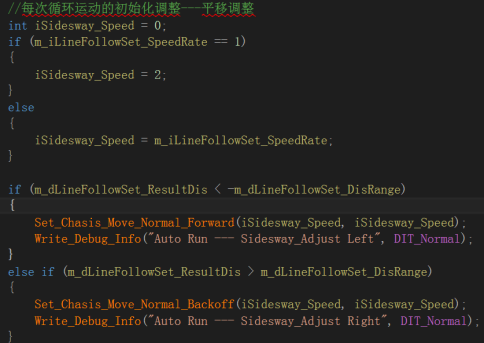 //每次循环运动的初始化调整---平移调整
int iSidesway_Speed = 0;
if (m_iLineFollowSet_SpeedRate == 1)
{
iSidesway_Speed = 2;
}
else
{
iSidesway_Speed = m_iLineFollowSet_SpeedRate;
}
if (m_dLineFollowSet_ResultDis < -m_dLineFollowSet_DisRange)
{
Set_Chasis_Move_Normal_Forward(iSidesway_Speed, iSidesway_Speed);
Write_Debug_Info("Auto Run --- Sidesway_Adjust Left", DIT_Normal);
}
else if (m_dLineFollowSet_ResultDis > m_dLineFollowSet_DisRange)
{
Set_Chasis_Move_Normal_Backoff(iSidesway_Speed, iSidesway_Speed);
Write_Debug_Info("Auto Run --- Sidesway_Adjust Right", DIT_Normal);
}